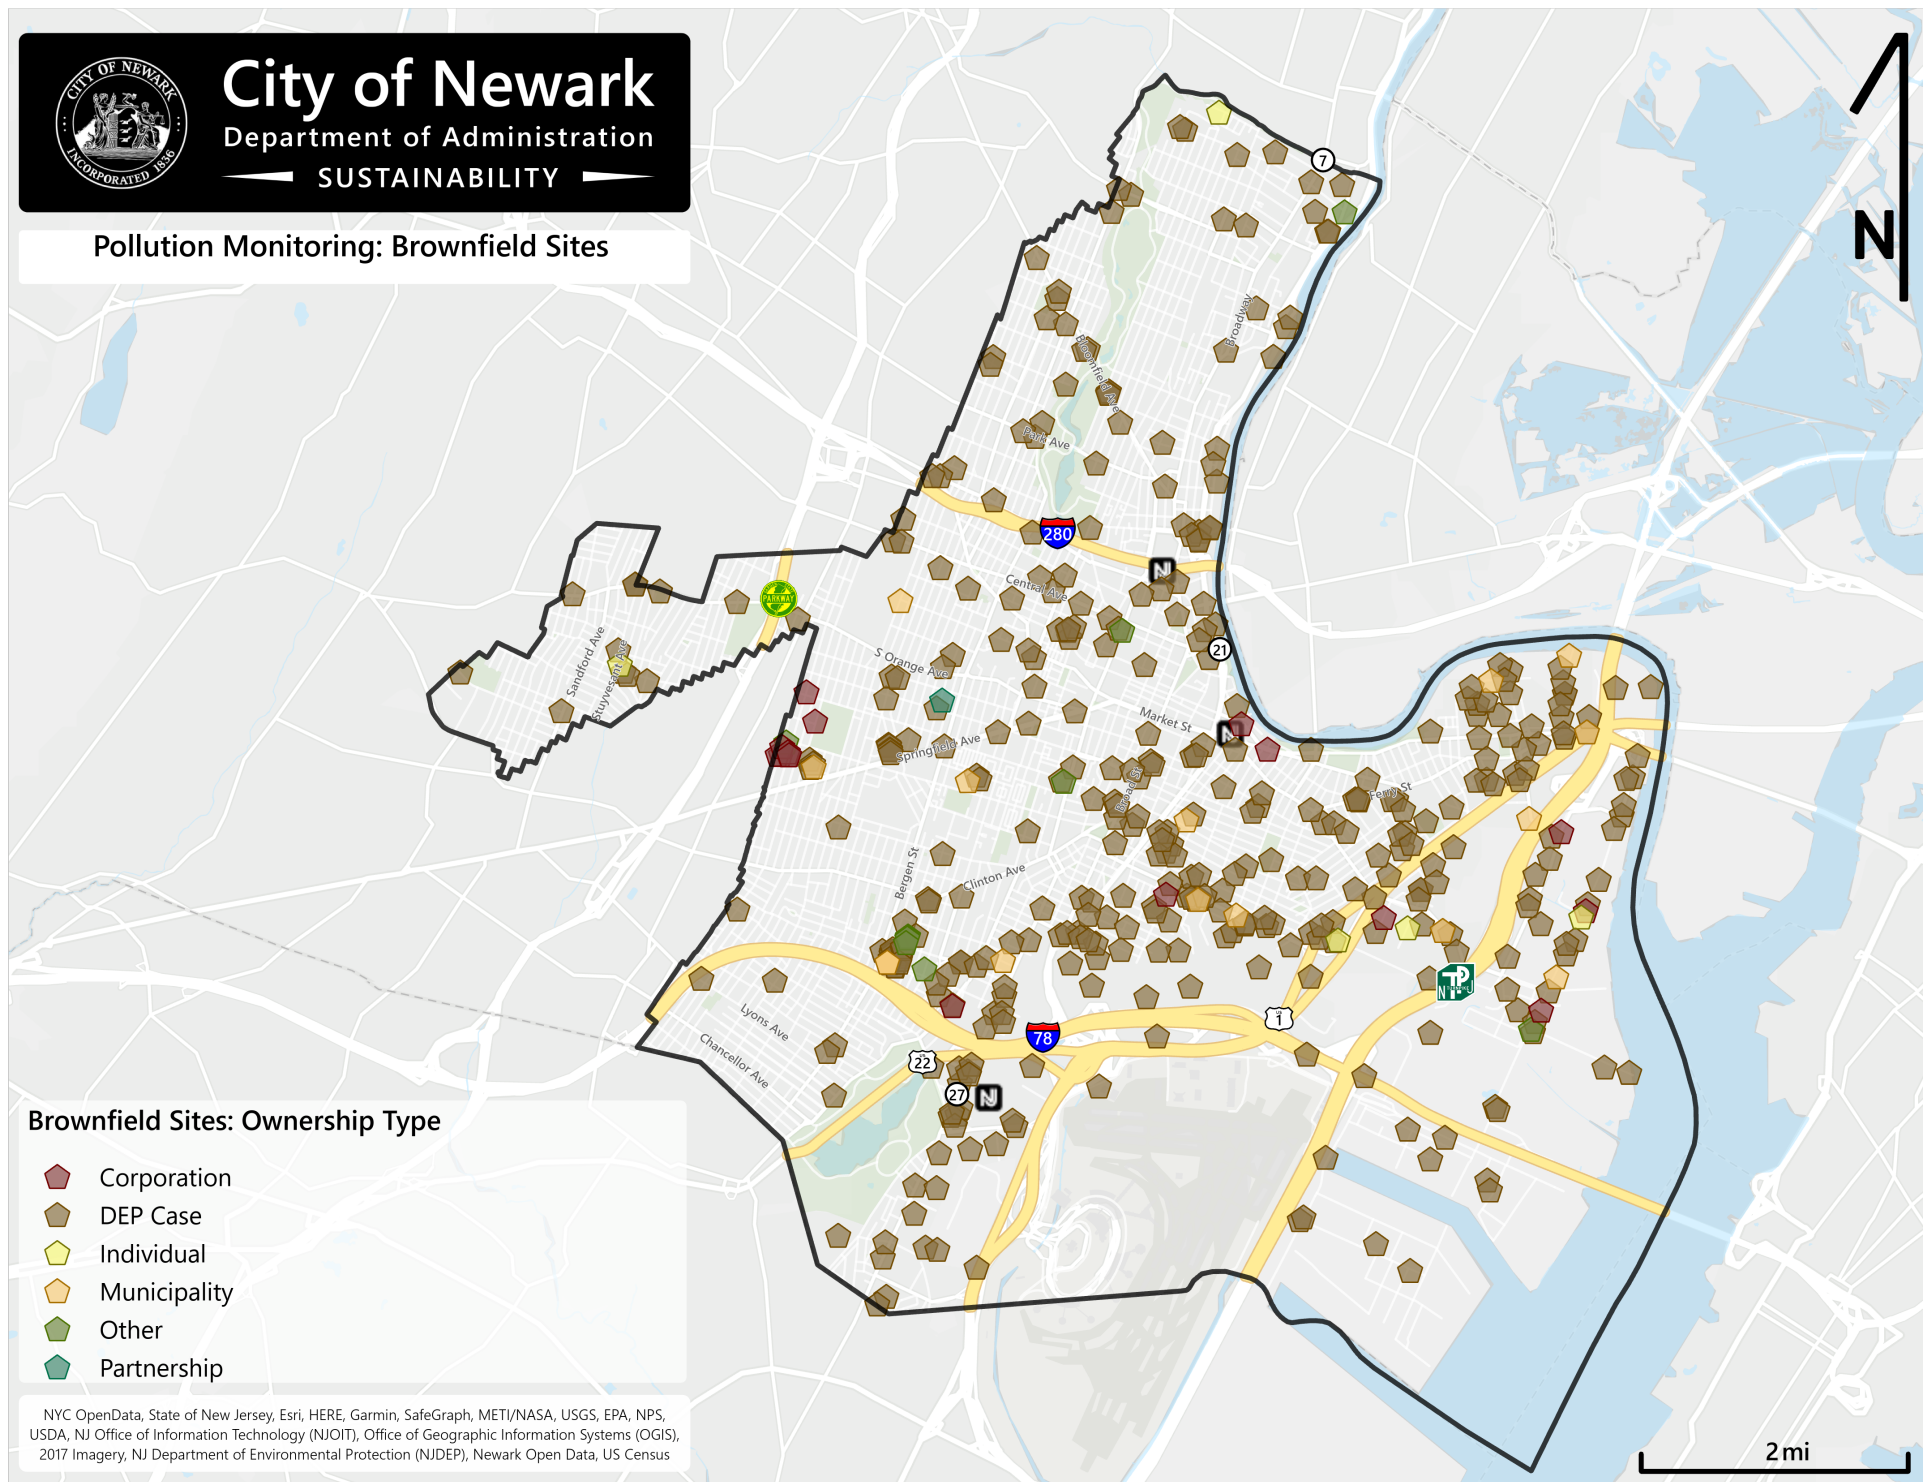 CITY OF NEWARK
INCORPORATED 1836
City of Newark
Department of Administration
SUSTAINABILITY
Pollution Monitoring: Brownfield Sites
N
7
Broadway
Bloomfield Ave
Park Ave
280
N
Central Ave
PARKWAY
21
Sandford Ave
Stuyvesant Ave
S Orange Ave
Market St
N
Springfield Ave
Broad St
Ferry St
Bergen St
Clinton Ave
Lyons Ave
Chancellor Ave
78
US
1
22
27
N
Brownfield Sites: Ownership Type
Corporation
DEP Case
Individual
Municipality
Other
Partnership
NYC OpenData, State of New Jersey, Esri, HERE, Garmin, SafeGraph, METI/NASA, USGS, EPA, NPS,
USDA, NJ Office of Information Technology (NJOIT), Office of Geographic Information Systems (OGIS),
2017 Imagery, NJ Department of Environmental Protection (NJDEP), Newark Open Data, US Census
2 mi